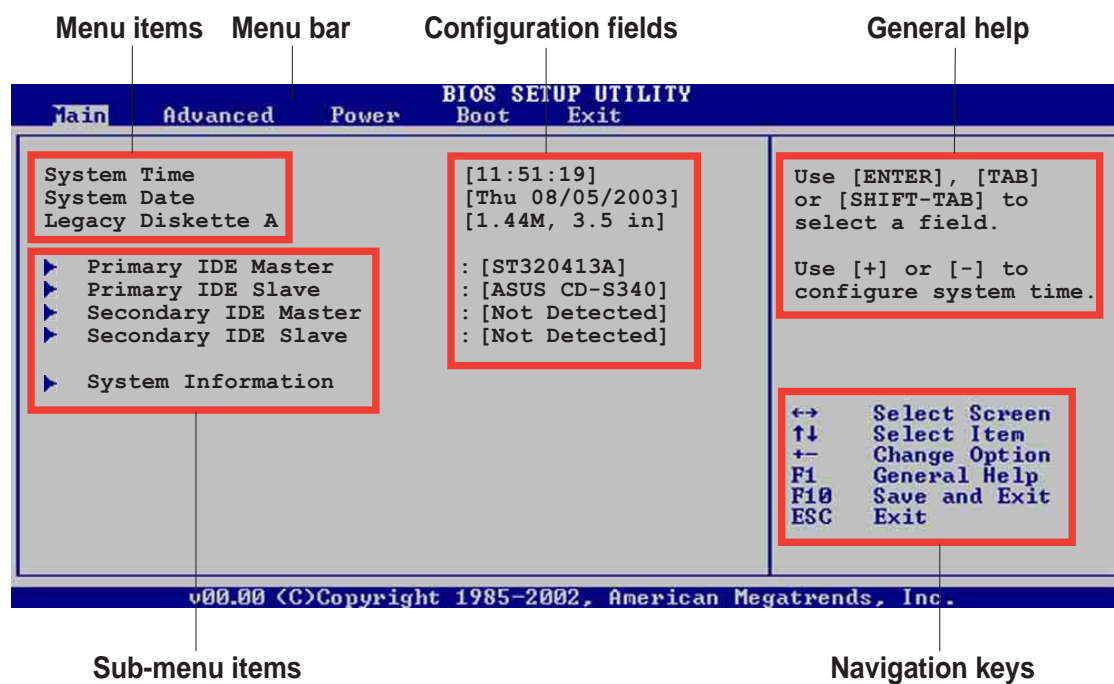 Menu items Menu bar Configuration fields General help
BIOS SETUP UTILITY
Main Advanced Power Boot Exit
System Time [11:51:19]
System Date [Thu 08/05/2003]
Legacy Diskette A [1.44M, 3.5 in]
Primary IDE Master : [ST320413A]
Primary IDE Slave : [ASUS CD-S340]
Secondary IDE Master : [Not Detected]
Secondary IDE Slave : [Not Detected]
System Information
Use [ENTER], [TAB]
or [SHIFT-TAB] to
select a field.
Use [+] or [-] to
configure system time.
←→ Select Screen
↑↓ Select Item
+- Change Option
F1 General Help
F10 Save and Exit
ESC Exit
v00.00 (C)Copyright 1985-2002, American Megatrends, Inc.
Sub-menu items Navigation keys